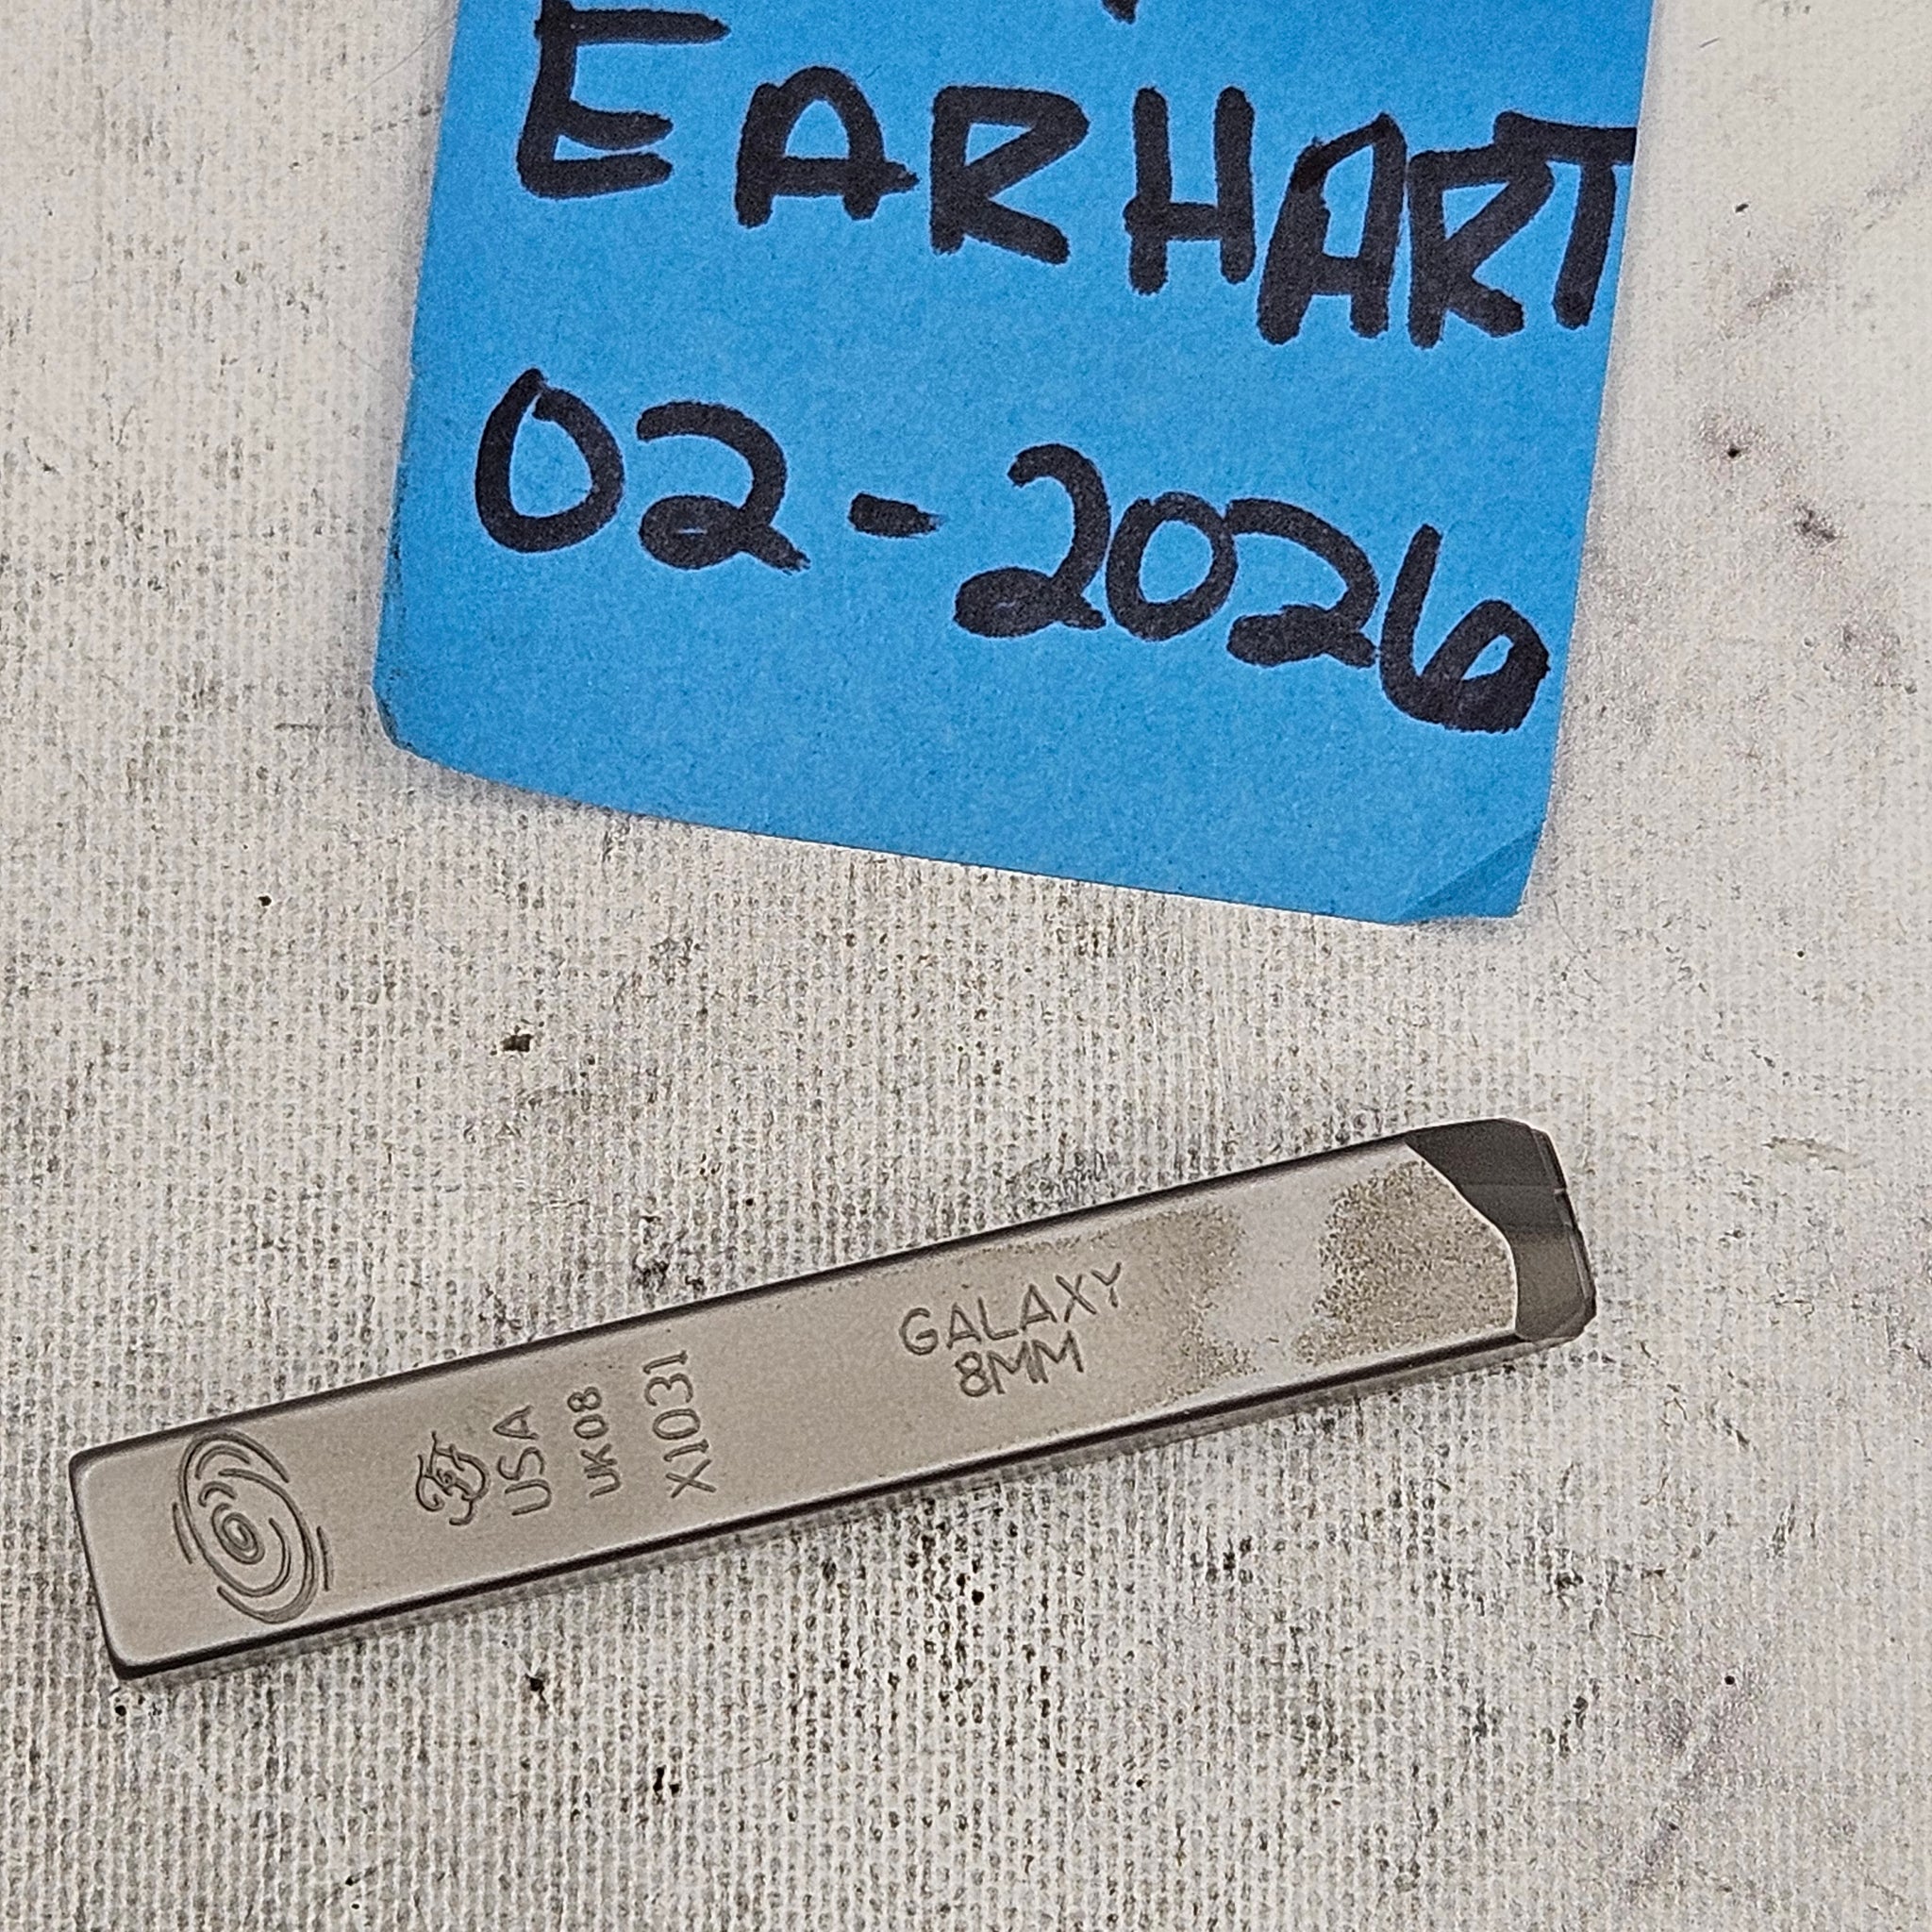 EARHART
02-2026
GALAXY
8MM
USA
UK08
X1031